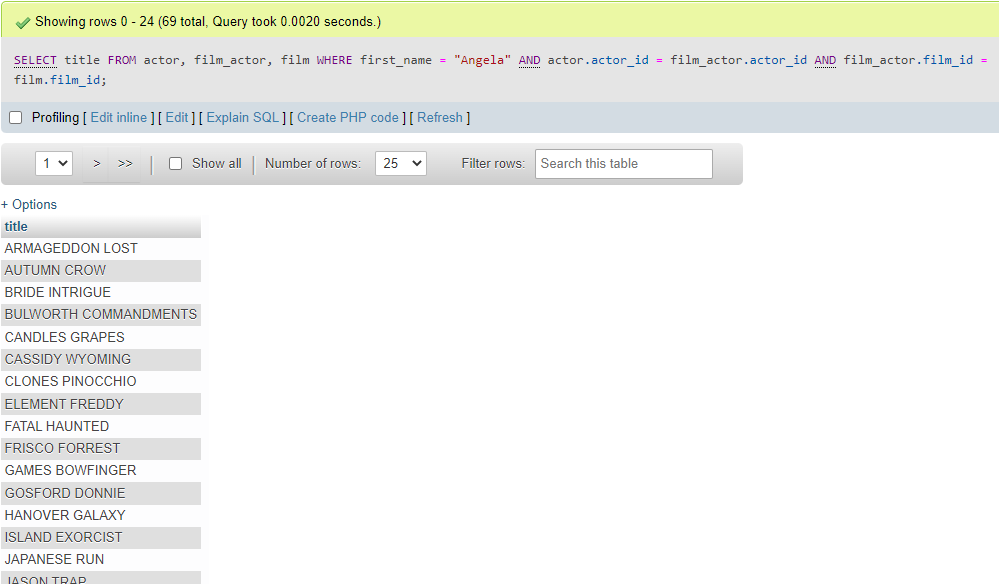 Showing rows 0 - 24 (69 total, Query took 0.0020 seconds.)
SELECT title FROM actor, film_actor, film WHERE first_name = "Angela" AND actor.actor_id = film_actor.actor_id AND film_actor.film_id =
film.film_id;
Profiling [ Edit inline ] [ Edit ] [ Explain SQL ] [ Create PHP code ] [ Refresh ]
1 > >> | Show all | Number of rows: 25 Filter rows: Search this table
+ Options
title
ARMAGEDDON LOST
AUTUMN CROW
BRIDE INTRIGUE
BULWORTH COMMANDMENTS
CANDLES GRAPES
CASSIDY WYOMING
CLONES PINOCCHIO
ELEMENT FREDDY
FATAL HAUNTED
FRISCO FORREST
GAMES BOWFINGER
GOSFORD DONNIE
HANOVER GALAXY
ISLAND EXORCIST
JAPANESE RUN
JASON TRAP